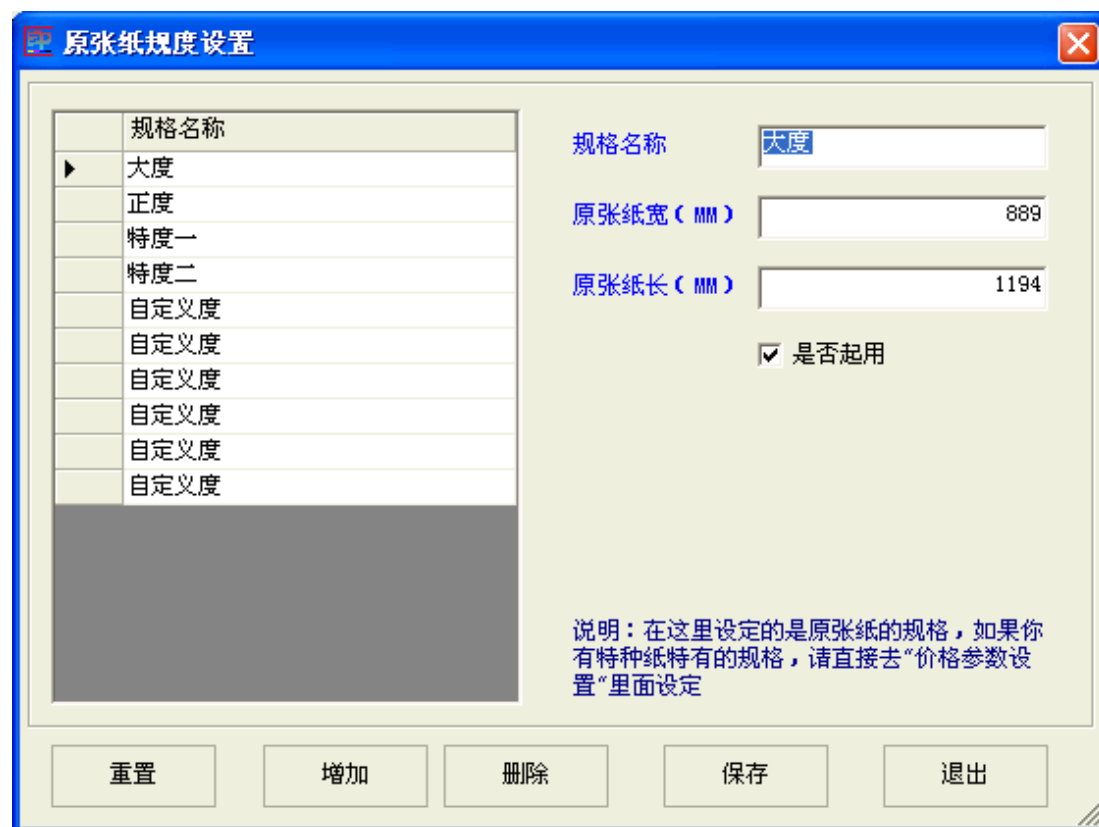 印 原张纸规度设置
规格名称
大度
正度
特度一
特度二
自定义度
自定义度
自定义度
自定义度
自定义度
自定义度
规格名称 大度
原张纸宽(MM) 889
原张纸长(MM) 1194
是否起用
说明:在这里设定的是原张纸的规格,如果你
有特种纸特有的规格,请直接去"价格参数设
置"里面设定
重置 增加 删除 保存 退出